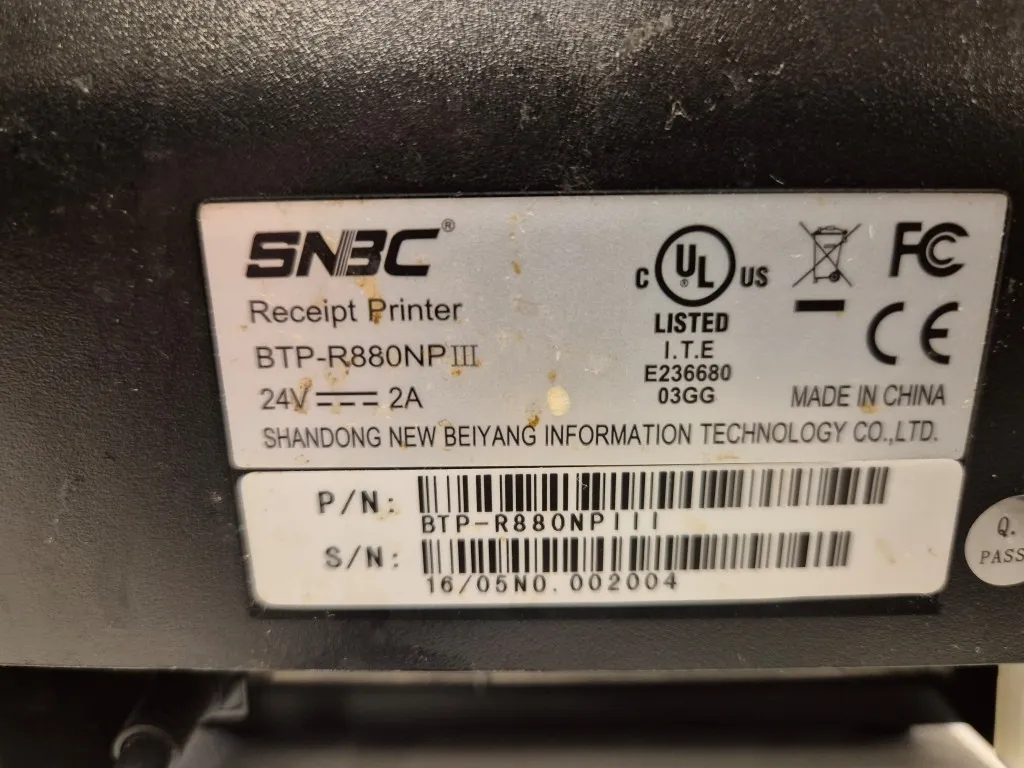 SNBC®
Receipt Printer
BTP-R880NPIII
24V 2A
C UL® US
LISTED
I.T.E
E236680
03GG
FC
CE
MADE IN CHINA
SHANDONG NEW BEIYANG INFORMATION TECHNOLOGY CO.,LTD.
P/N:
BTP-R880NPIII
S/N:
16/05NO.002004
Q.
PASS